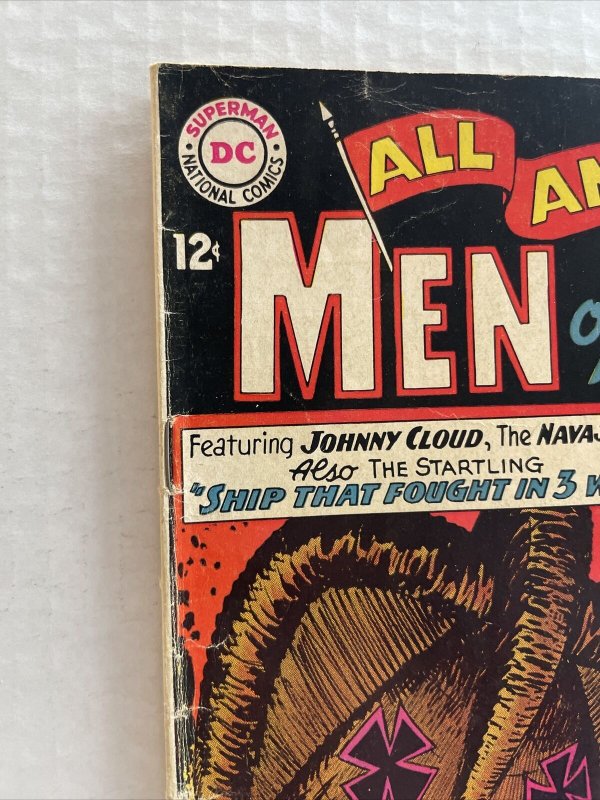 SUPERMAN
DC
NATIONAL COMICS
12¢
ALL AN
MEN
Featuring JOHNNY CLOUD, The NAVAJ
Also THE STARTLING
"SHIP THAT FOUGHT IN 3 W